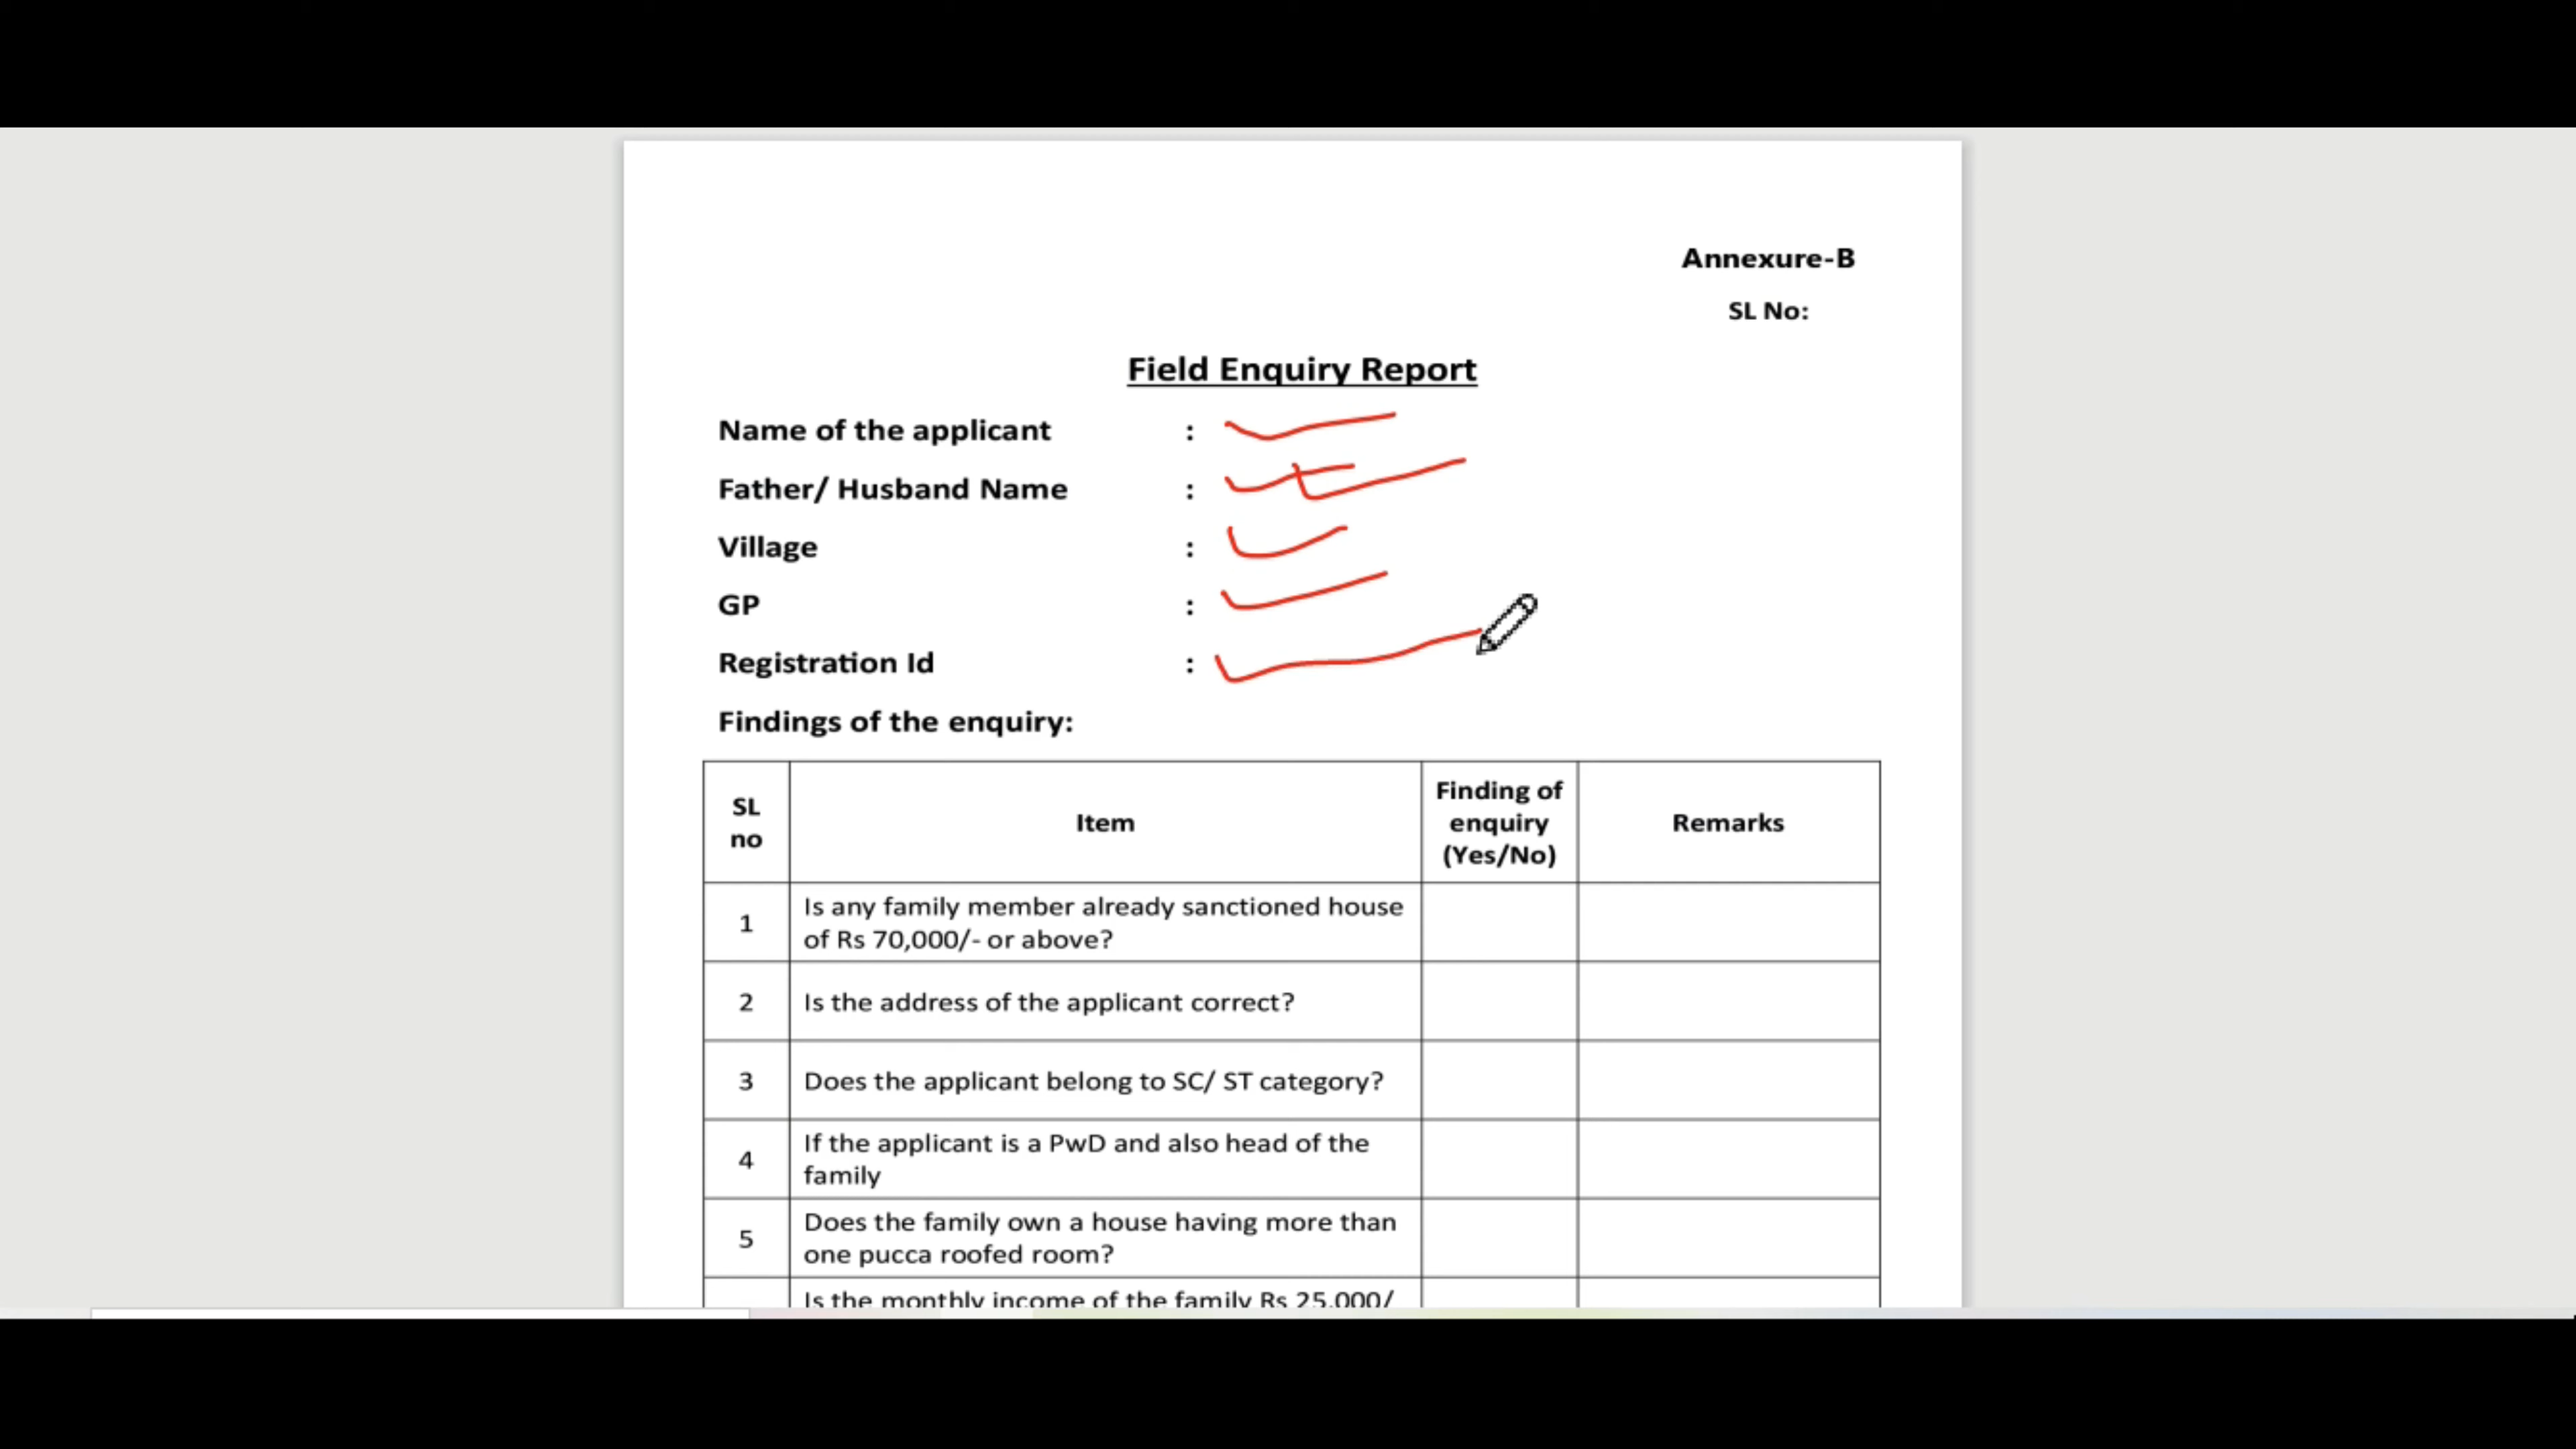 Annexure-B
SL No:
Field Enquiry Report
Name of the applicant :
Father/ Husband Name :
Village :
GP :
Registration Id :
Findings of the enquiry:
SL no Item Finding of enquiry (Yes/No) Remarks
1 Is any family member already sanctioned house
of Rs 70,000/- or above?
2 Is the address of the applicant correct?
3 Does the applicant belong to SC/ ST category?
4 If the applicant is a PwD and also head of the
family
5 Does the family own a house having more than
one pucca roofed room?
Is the monthly income of the family Rs 25,000/